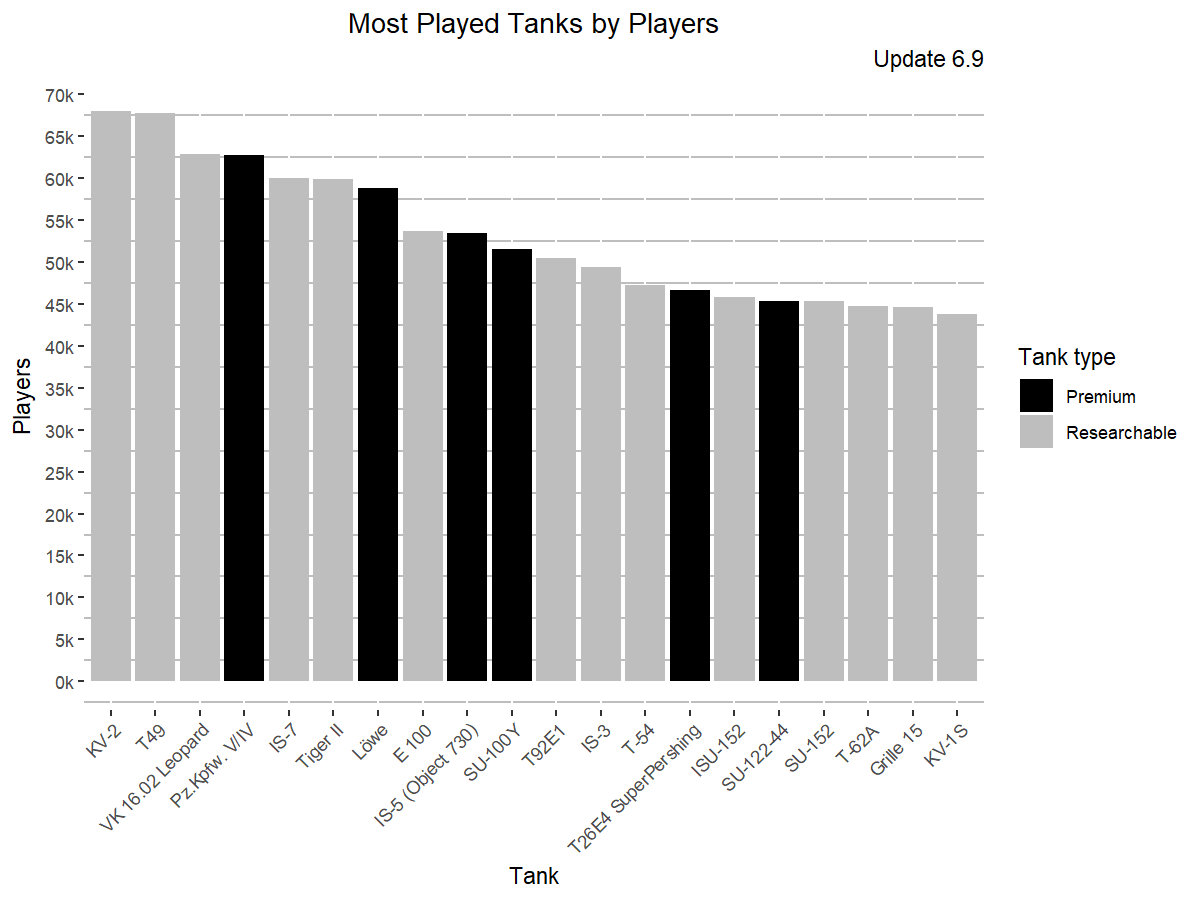 Most Played Tanks by Players
Update 6.9
70k
65k
60k
55k
50k
45k
40k
35k
30k
25k
20k
15k
10k
5k
0k
Players
KV-2
T49
VK 16.02 Leopard
Pz.Kpfw. V/IV
IS-7
Tiger II
Löwe
E 100
IS-5 (Object 730)
SU-100Y
T92E1
IS-3
T-54
T26E4 SuperPershing
ISU-152
SU-122-44
SU-152
T-62A
Grille 15
KV-1S
Tank
Tank type
Premium
Researchable